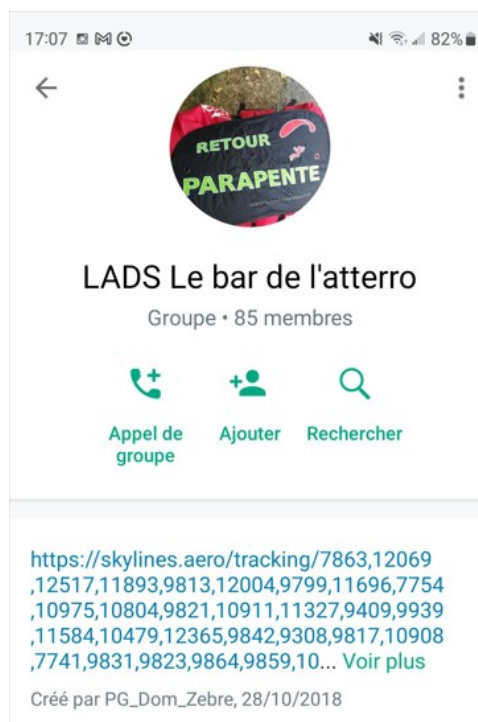 17:07 82%
RETOUR
PARAPENTE
LADS Le bar de l'atterro
Groupe • 85 membres
Appel de groupe
Ajouter
Rechercher
https://skylines.aero/tracking/7863,12069
,12517,11893,9813,12004,9799,11696,7754
,10975,10804,9821,10911,11327,9409,9939
,11584,10479,12365,9842,9308,9817,10908
,7741,9831,9823,9864,9859,10... Voir plus
Créé par PG_Dom_Zebre, 28/10/2018